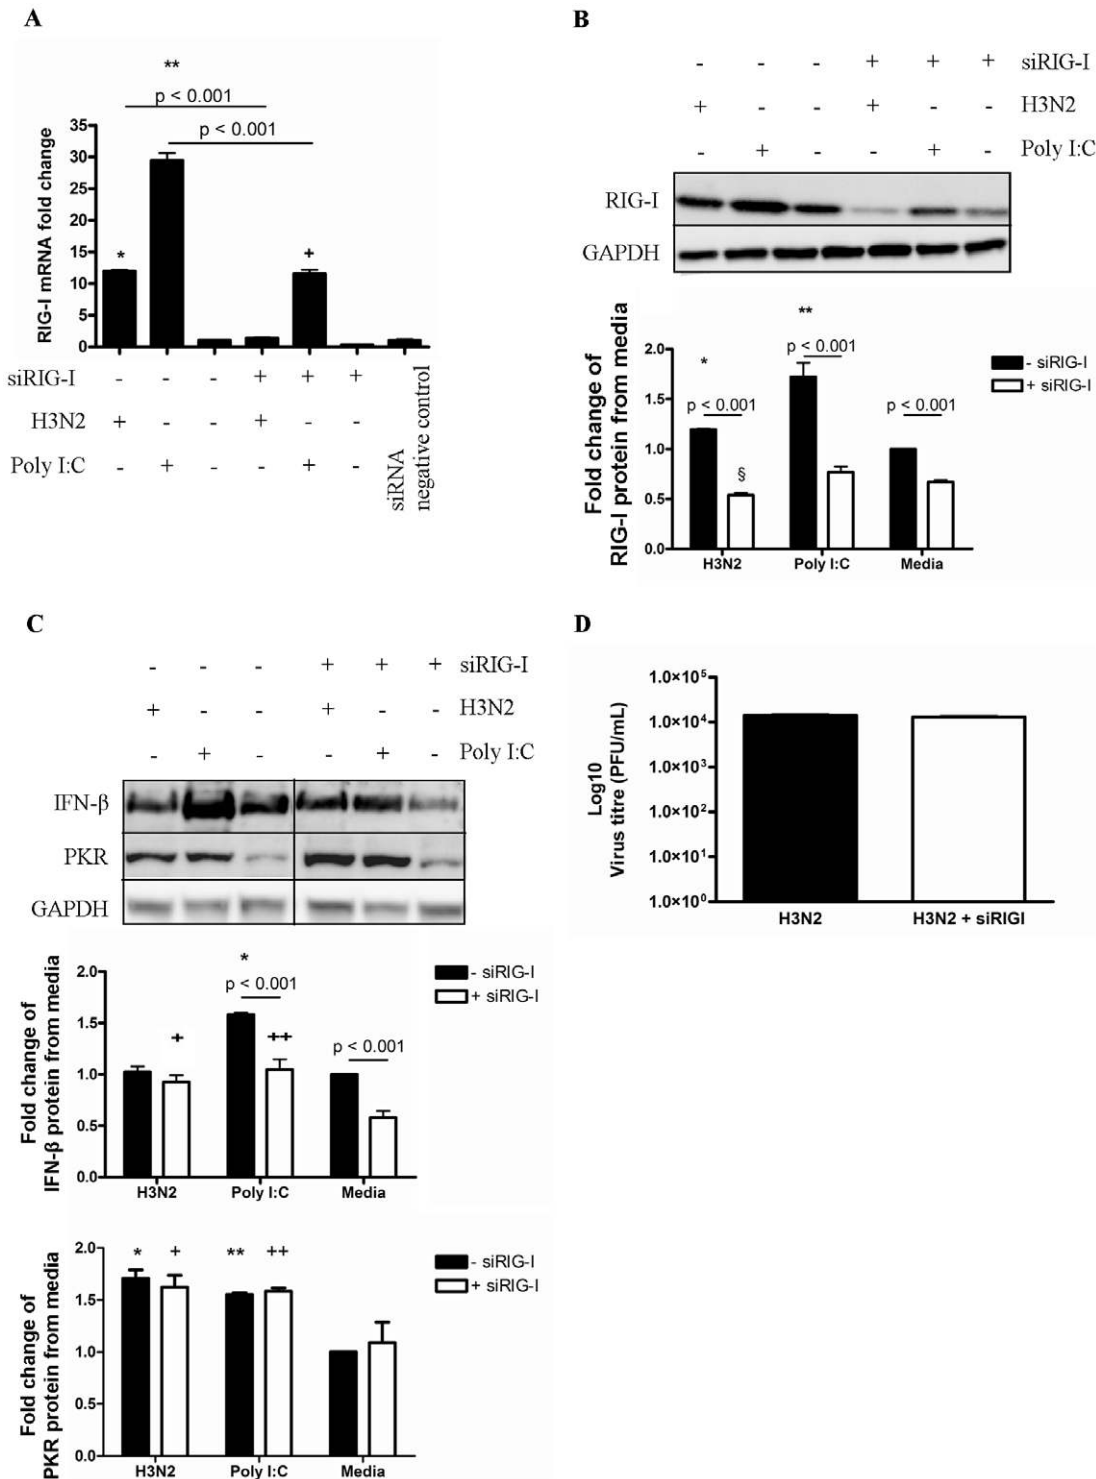 A
**
p < 0.001
p < 0.001
RIG-I mRNA fold change
35
30
25
20
15
10
5
0
*
+
siRIG-I - - - + + +
H3N2 + - - + - -
Poly I:C - + - - + -
siRNA
negative control
B
- - - + + + siRIG-I
+ - - + - - H3N2
- + - - + - Poly I:C
RIG-I
GAPDH
Fold change of
RIG-I protein from media
2.0
1.5
1.0
0.5
0.0
*
p < 0.001
§
**
p < 0.001
p < 0.001
- siRIG-I
+ siRIG-I
H3N2 Poly I:C Media
C
- - - + + + siRIG-I
+ - - + - - H3N2
- + - - + - Poly I:C
IFN-β
PKR
GAPDH
Fold change of
IFN-β protein from media
2.0
1.5
1.0
0.5
0.0
+
*
p < 0.001
++
p < 0.001
- siRIG-I
+ siRIG-I
H3N2 Poly I:C Media
Fold change of
PKR protein from media
2.0
1.5
1.0
0.5
0.0
* + ** ++
- siRIG-I
+ siRIG-I
H3N2 Poly I:C Media
D
Log10
Virus titre (PFU/mL)
1.0×10⁵
1.0×10⁴
1.0×10³
1.0×10²
1.0×10¹
1.0×10⁰
H3N2 H3N2 + siRIGI